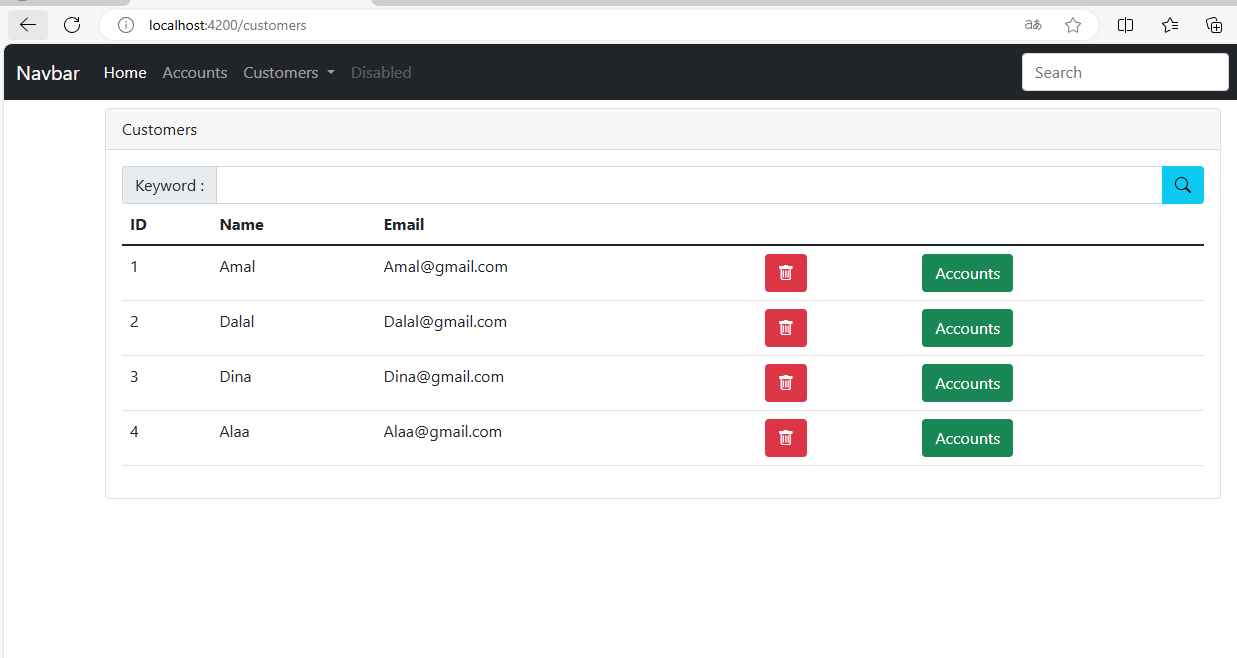 localhost:4200/customers
Navbar Home Accounts Customers Disabled Search
Customers
Keyword :
ID Name Email
1 Amal Amal@gmail.com Accounts
2 Dalal Dalal@gmail.com Accounts
3 Dina Dina@gmail.com Accounts
4 Alaa Alaa@gmail.com Accounts